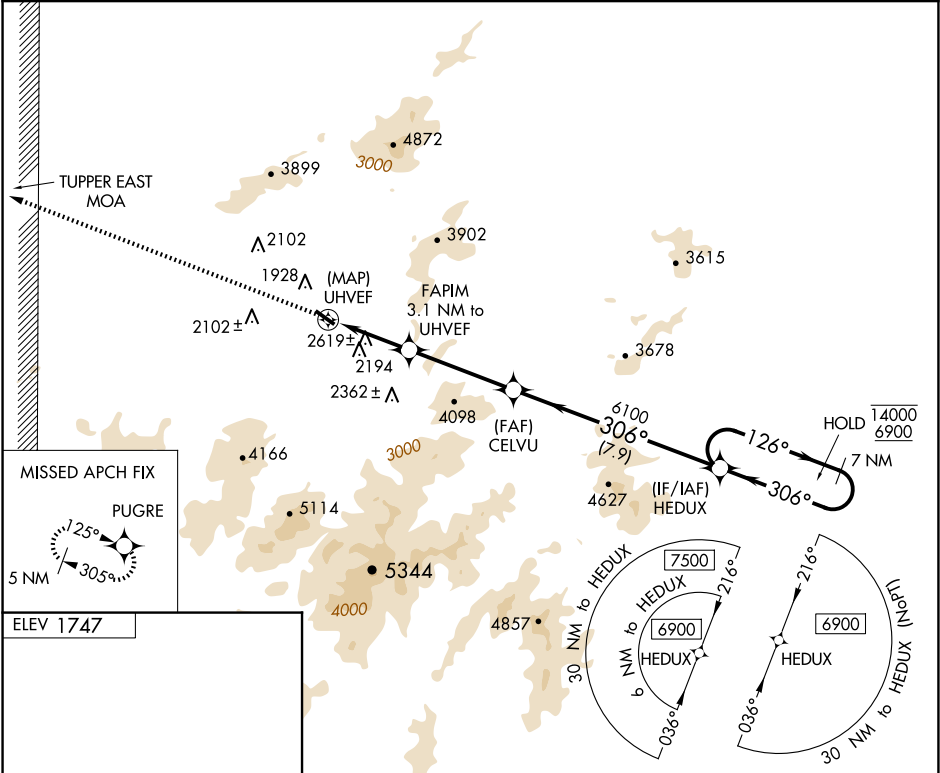 4872
3000
3899
TUPPER EAST
MOA
2102
3902
3615
1928
(MAP)
UHVEF
FAPIM
3.1 NM to
UHVEF
2102±
2619±
2194
3678
2362±
4098
(FAF)
CELVU
6100
306°
(7.9)
HOLD
14000
6900
126°
7 NM
306°
(IF/IAF)
HEDUX
4627
3000
4166
5114
5344
4000
4857
MISSED APCH FIX
PUGRE
125°
305°
5 NM
ELEV 1747
30 NM to HEDUX
7500
216°
6 NM to HEDUX
6900
HEDUX
036°
216°
6900
HEDUX
036°
30 NM to HEDUX (NoPT)